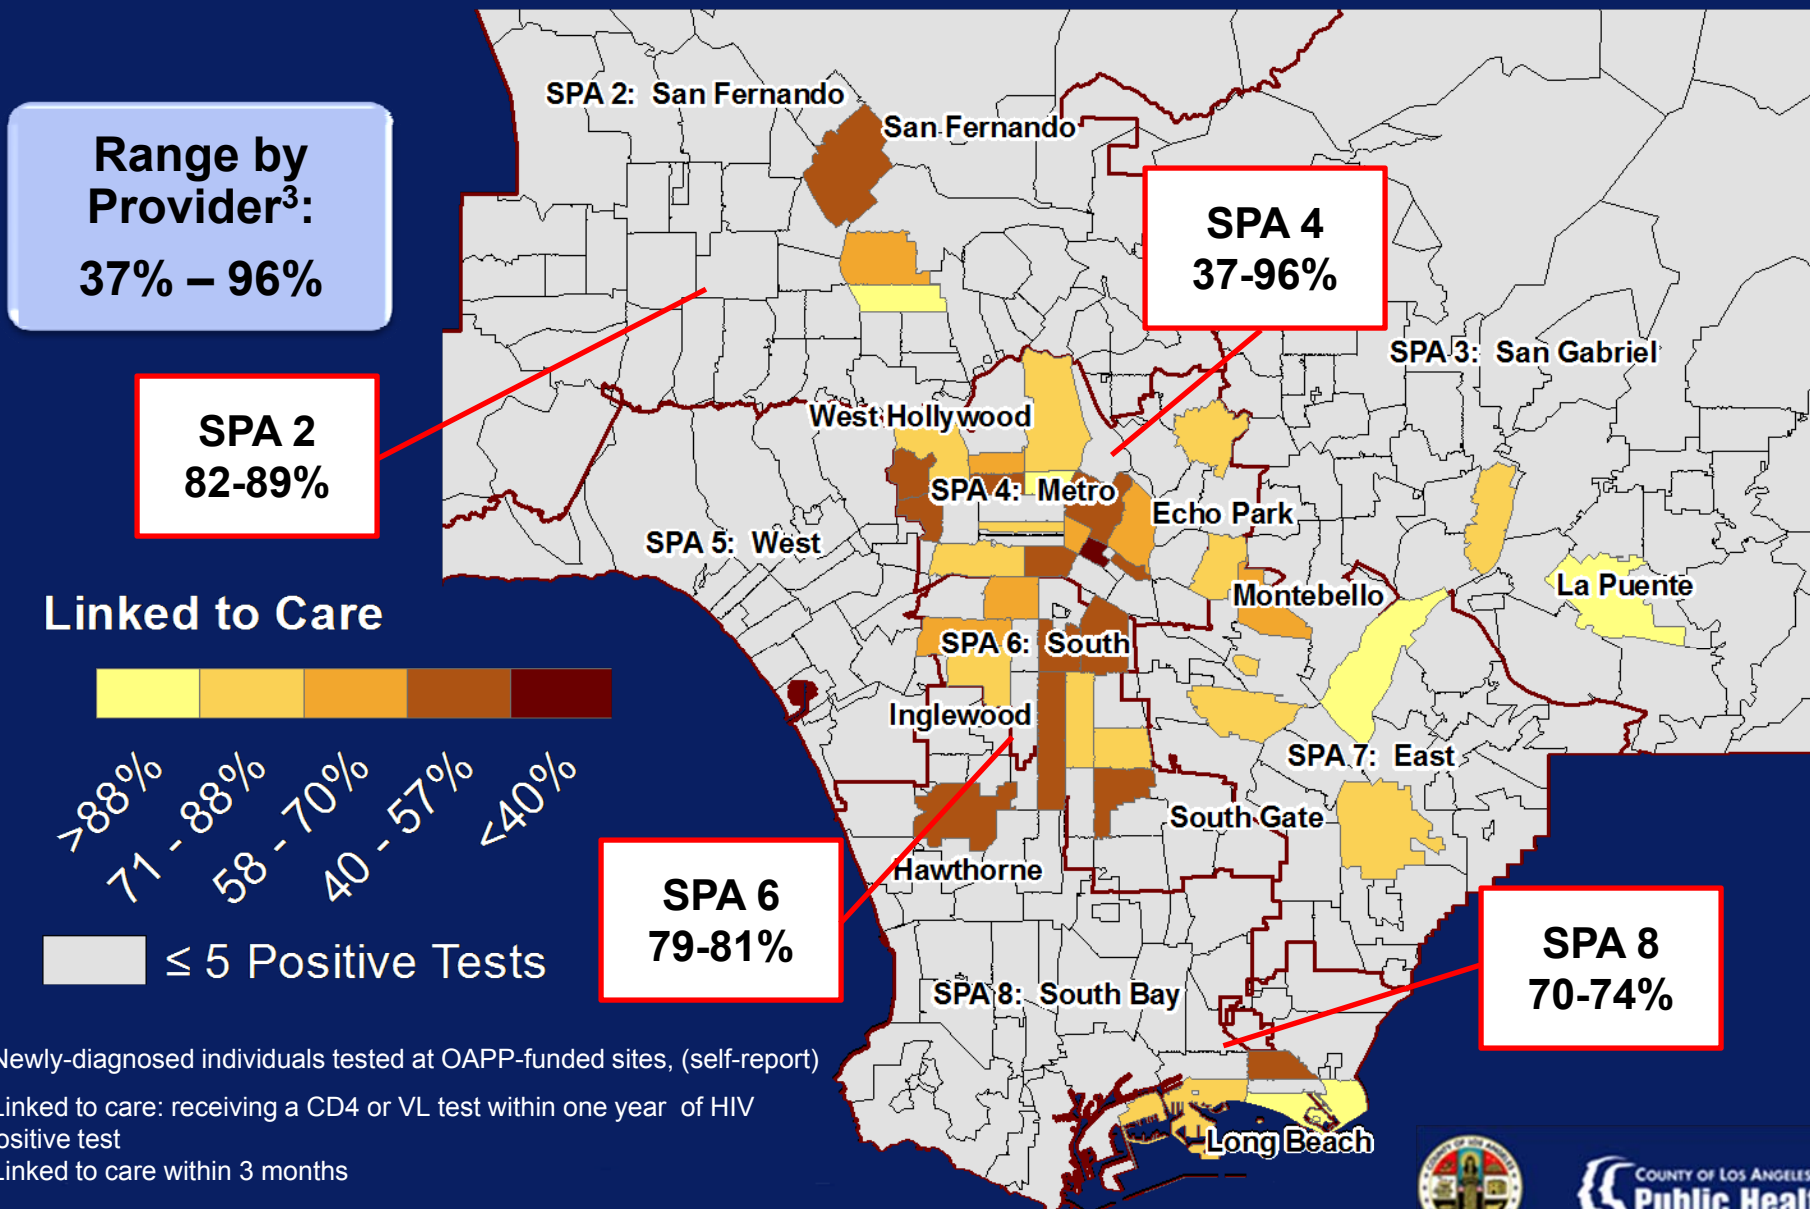 Range by
Provider³:
37% – 96%
SPA 2: San Fernando
San Fernando
SPA 4
37-96%
SPA 3: San Gabriel
SPA 2
82-89%
West Hollywood
SPA 4: Metro
Echo Park
SPA 5: West
La Puente
Montebello
Linked to Care
SPA 6: South
Inglewood
SPA 7: East
>88%
71 - 88%
58 - 70%
40 - 57%
<40%
South Gate
Hawthorne
SPA 6
79-81%
≤ 5 Positive Tests
SPA 8
70-74%
SPA 8: South Bay
Newly-diagnosed individuals tested at OAPP-funded sites, (self-report)
Linked to care: receiving a CD4 or VL test within one year of HIV
ositive test
Linked to care within 3 months
Long Beach
COUNTY OF LOS ANGELES
Public Heal